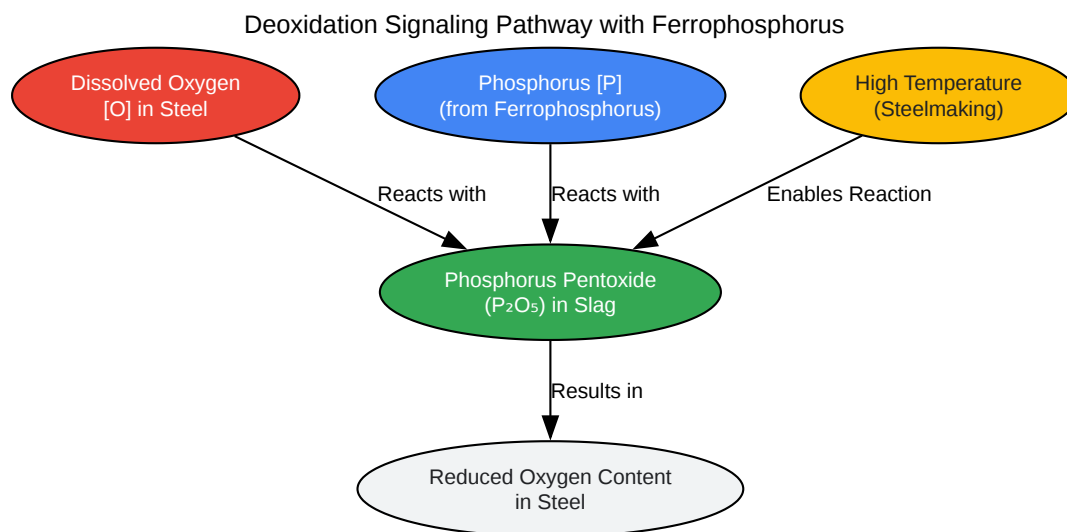 Deoxidation Signaling Pathway with Ferrophosphorus
Dissolved Oxygen
[O] in Steel
Phosphorus [P]
(from Ferrophosphorus)
High Temperature
(Steelmaking)
Reacts with
Reacts with
Enables Reaction
Phosphorus Pentoxide
(P₂O₅) in Slag
Results in
Reduced Oxygen Content
in Steel